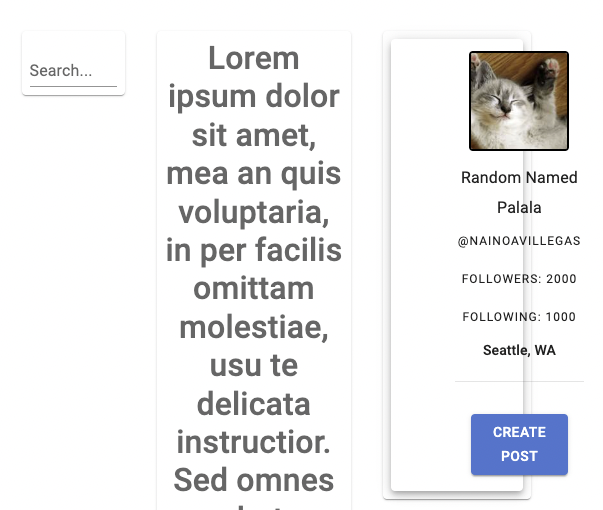 Search...
Lorem
ipsum dolor
sit amet,
mea an quis
voluptaria,
in per facilis
omittam
molestiae,
usu te
delicata
instructior.
Sed omnes
Random Named
Palala
@NAINOAVILLEGAS
FOLLOWERS: 2000
FOLLOWING: 1000
Seattle, WA
CREATE
POST